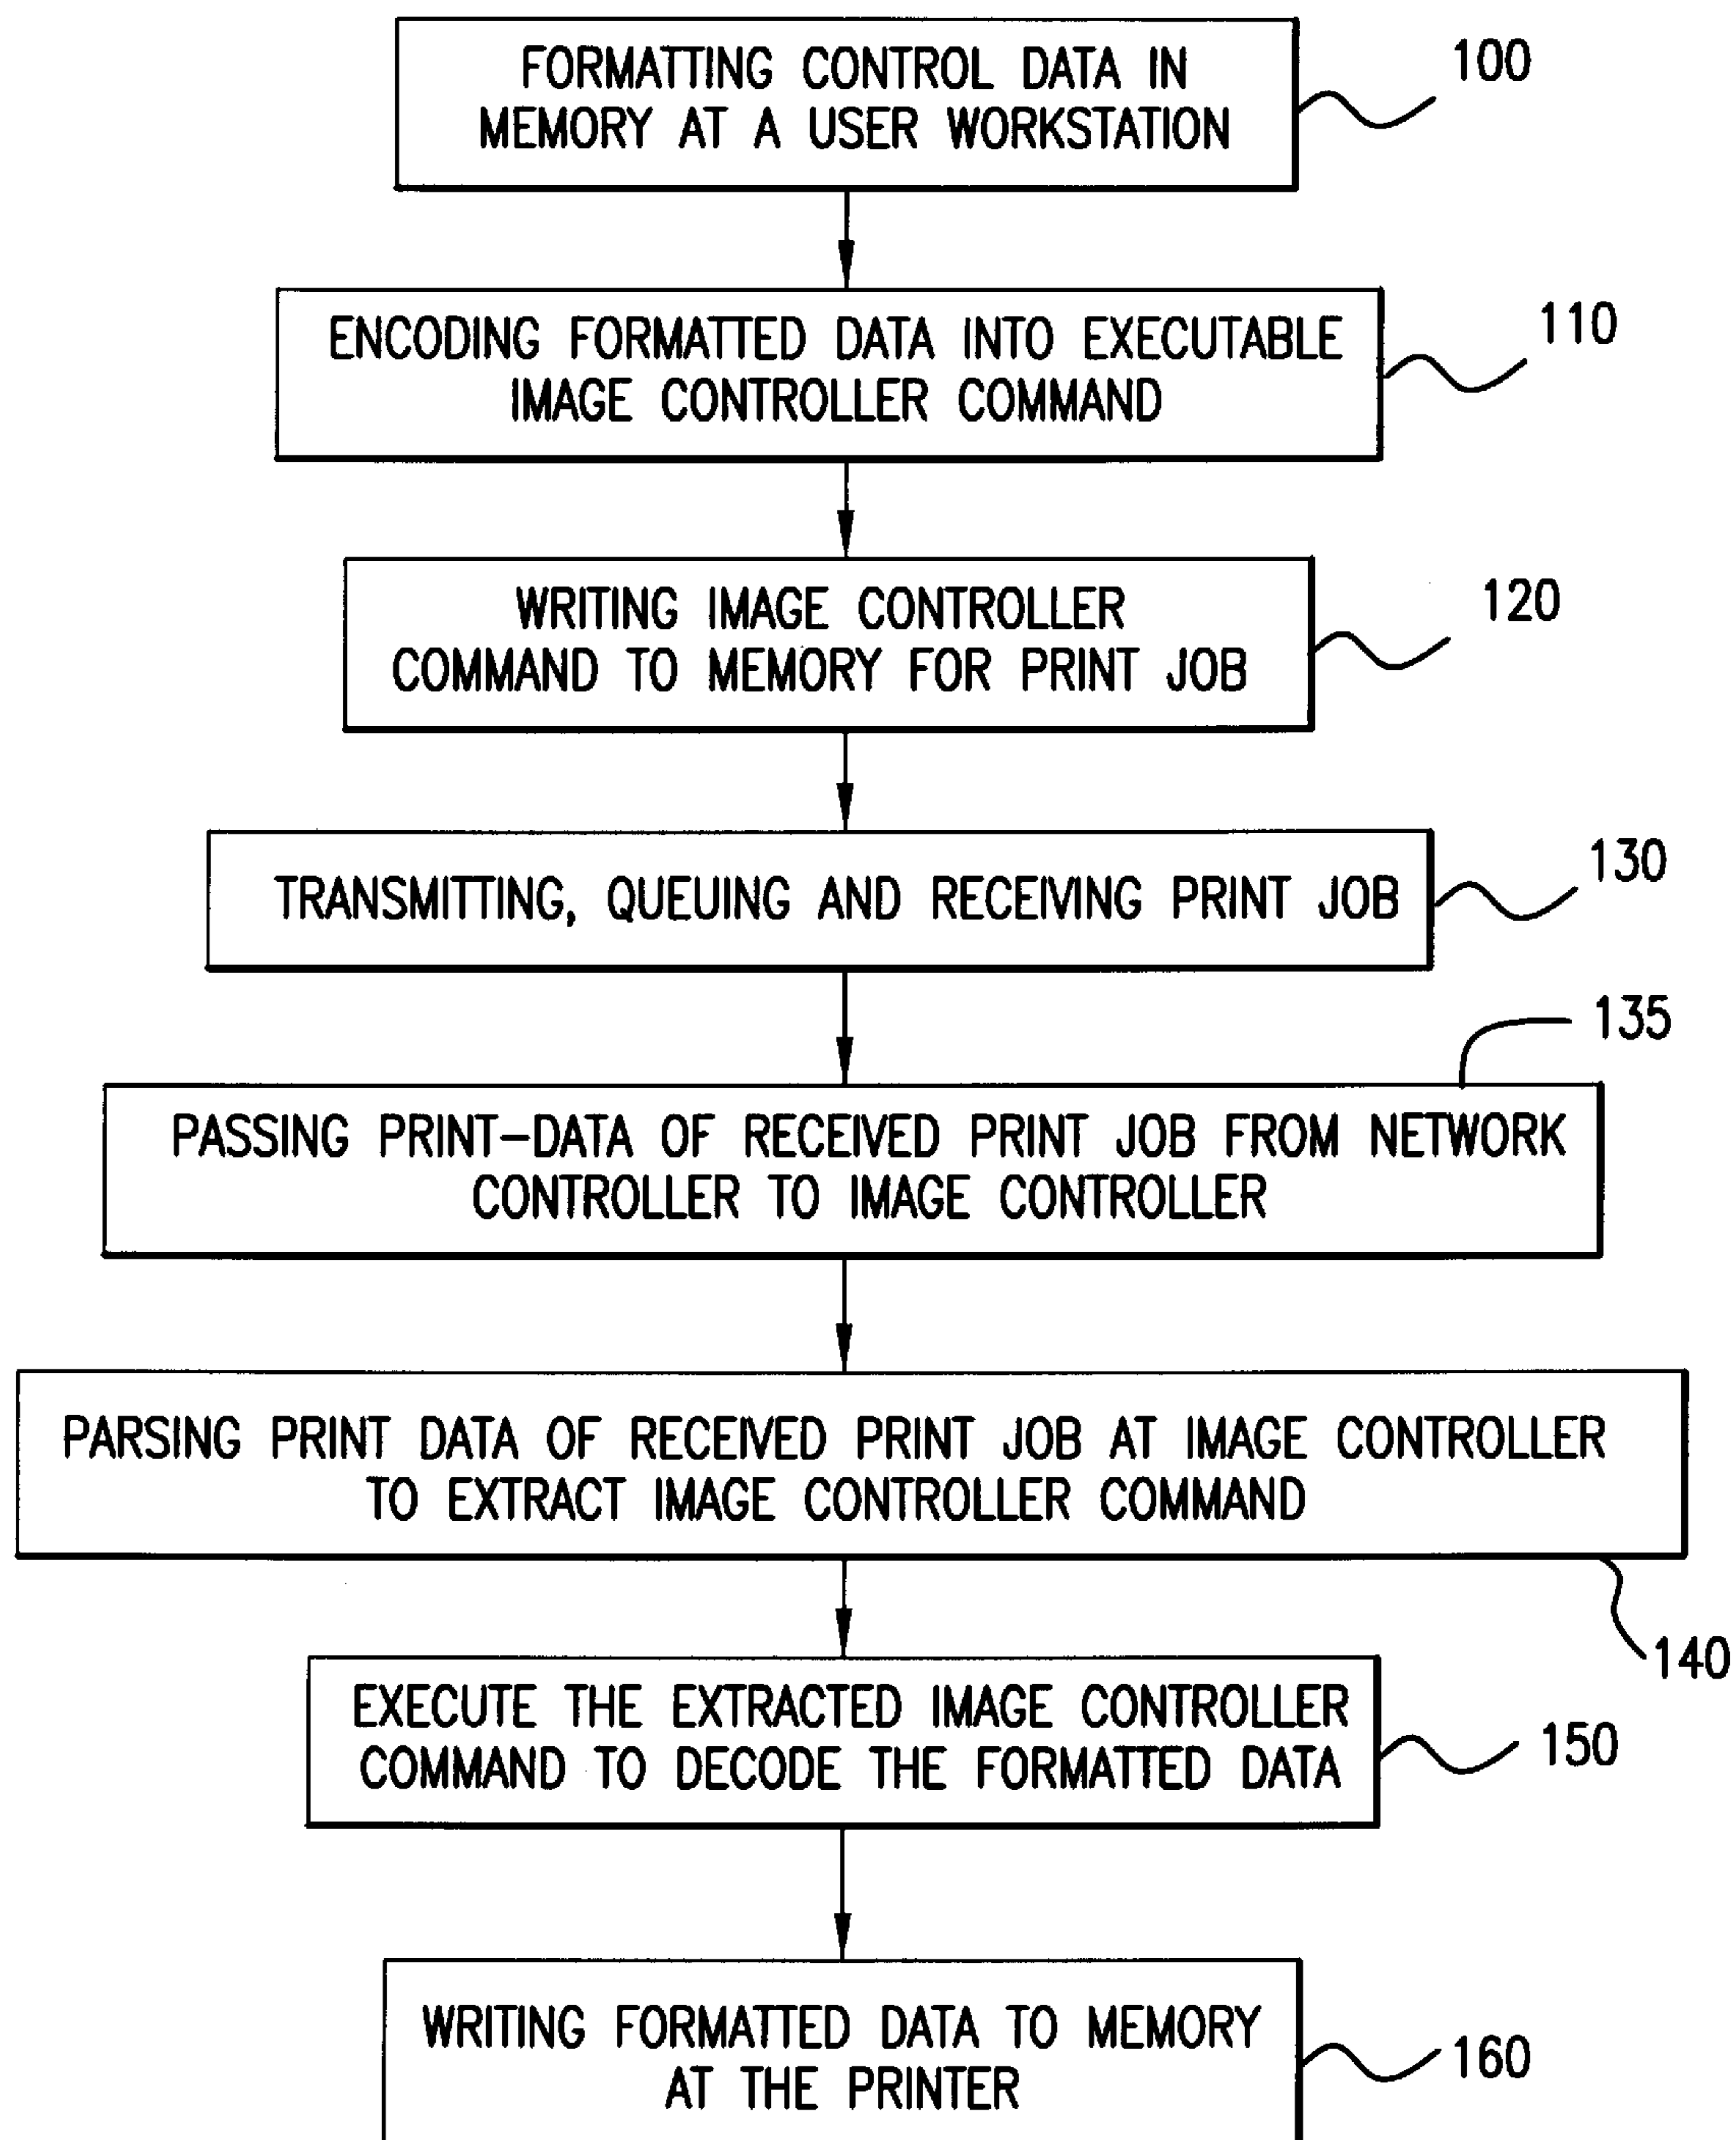 FORMATTING CONTROL DATA IN
MEMORY AT A USER WORKSTATION
100
ENCODING FORMATTED DATA INTO EXECUTABLE
IMAGE CONTROLLER COMMAND
110
WRITING IMAGE CONTROLLER
COMMAND TO MEMORY FOR PRINT JOB
120
TRANSMITTING, QUEUING AND RECEIVING PRINT JOB
130
135
PASSING PRINT-DATA OF RECEIVED PRINT JOB FROM NETWORK
CONTROLLER TO IMAGE CONTROLLER
PARSING PRINT DATA OF RECEIVED PRINT JOB AT IMAGE CONTROLLER
TO EXTRACT IMAGE CONTROLLER COMMAND
140
EXECUTE THE EXTRACTED IMAGE CONTROLLER
COMMAND TO DECODE THE FORMATTED DATA
150
WRITING FORMATTED DATA TO MEMORY
AT THE PRINTER
160